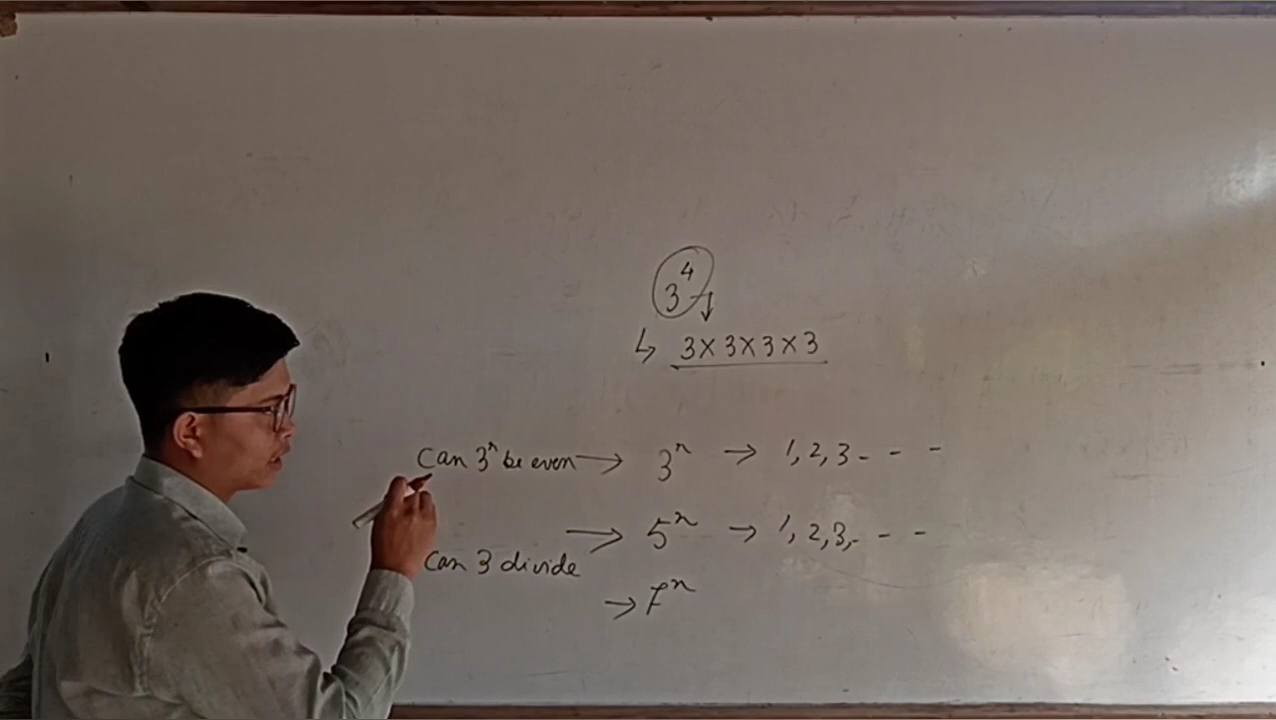 3⁴
↳ 3×3×3×3
Can 3ⁿ be even → 3ⁿ → 1, 2, 3 - - -
→ 5ⁿ → 1, 2, 3, - - -
Can 3 divide
→ 7ⁿ